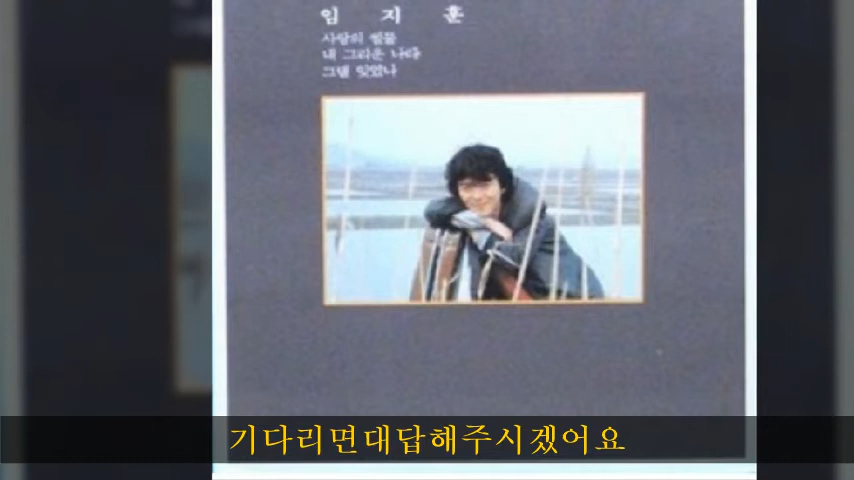 임 지 훈
사랑의 썰물
내 그리운 나라
그댈 잊었나
기다리면대답해주시겠어요